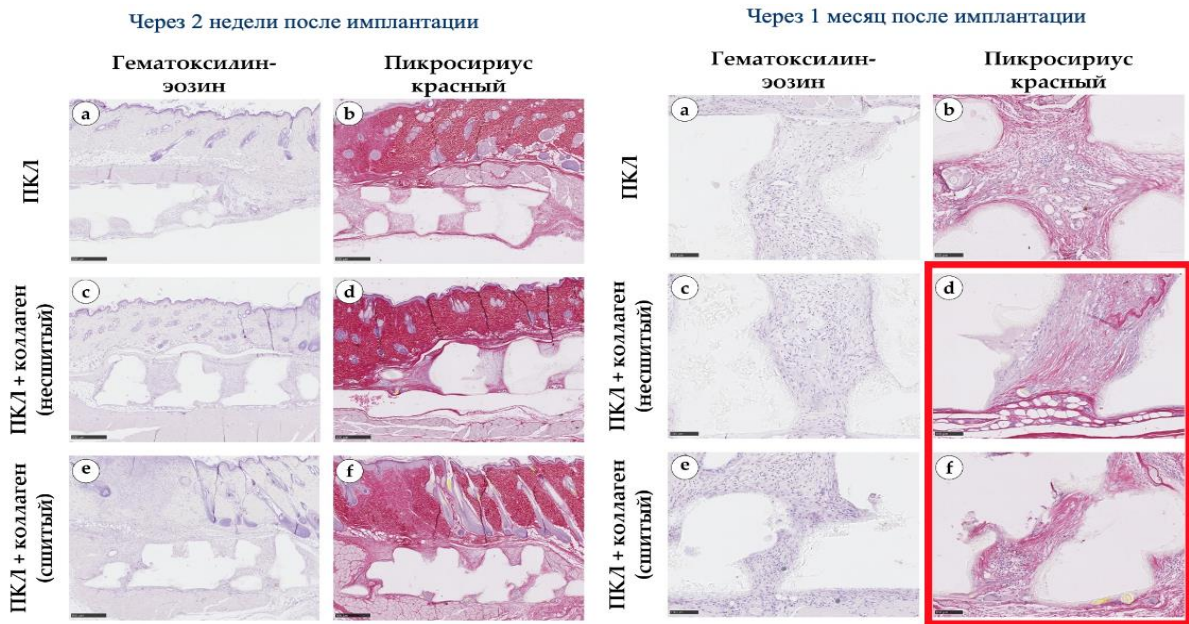 Через 2 недели после имплантации
Гематоксилин-
эозин
Пикросириус
красный
ПКЛ
a
b
ПКЛ + коллаген
(несшитый)
c
d
ПКЛ + коллаген
(сшитый)
e
f
Через 1 месяц после имплантации
Гематоксилин-
эозин
Пикросириус
красный
ПКЛ
a
b
ПКЛ + коллаген
(несшитый)
c
d
ПКЛ + коллаген
(сшитый)
e
f